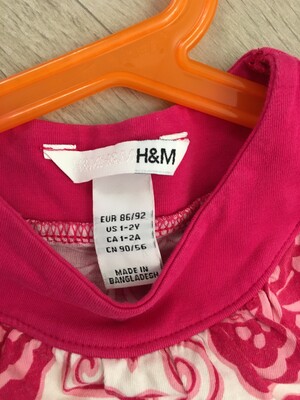 H&M
EUR 86/92
US 1-2Y
CA 1-2A
CN 90/56
MADE IN
BANGLADESH